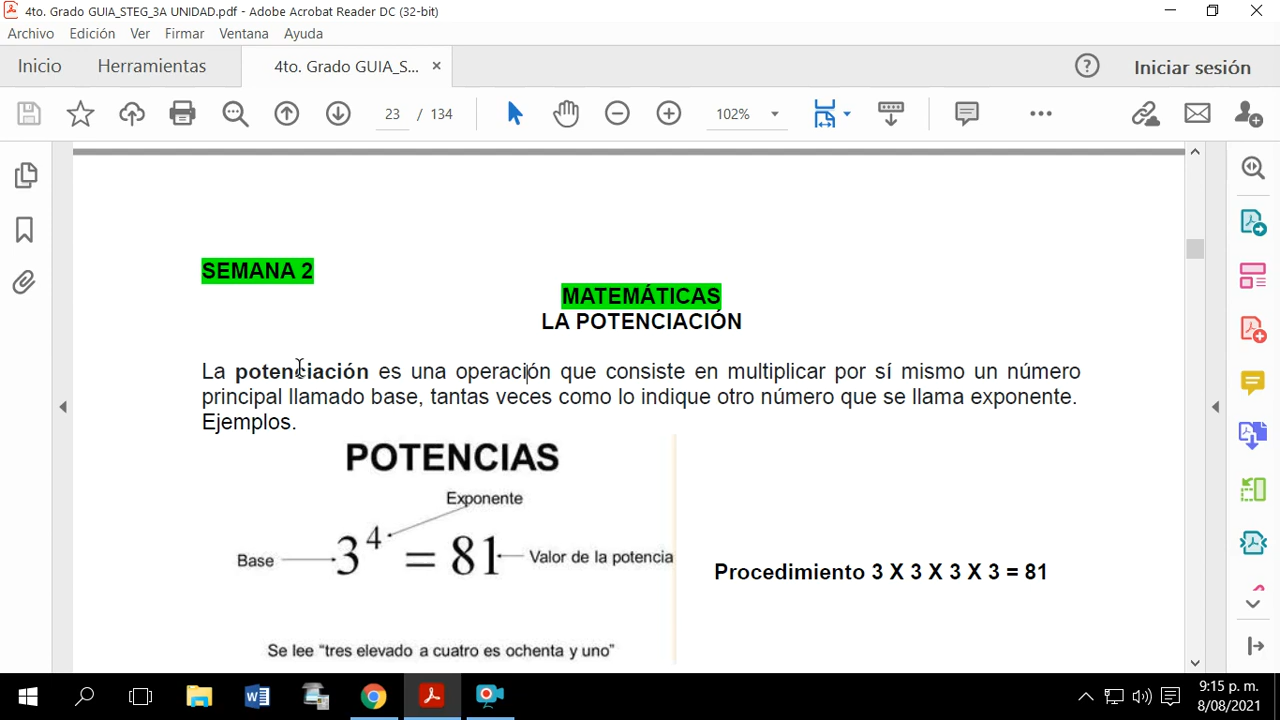 4to. Grado GUIA_STEG_3A UNIDAD.pdf - Adobe Acrobat Reader DC (32-bit)
Archivo Edición Ver Firmar Ventana Ayuda
Inicio Herramientas 4to. Grado GUIA_S... Iniciar sesión
23 / 134 102%
SEMANA 2
MATEMÁTICAS
LA POTENCIACIÓN
La potenciación es una operación que consiste en multiplicar por sí mismo un número
principal llamado base, tantas veces como lo indique otro número que se llama exponente.
Ejemplos.
POTENCIAS
Exponente
Base 3⁴ = 81 Valor de la potencia
Procedimiento 3 X 3 X 3 X 3 = 81
Se lee “tres elevado a cuatro es ochenta y uno”
9:15 p. m.
8/08/2021